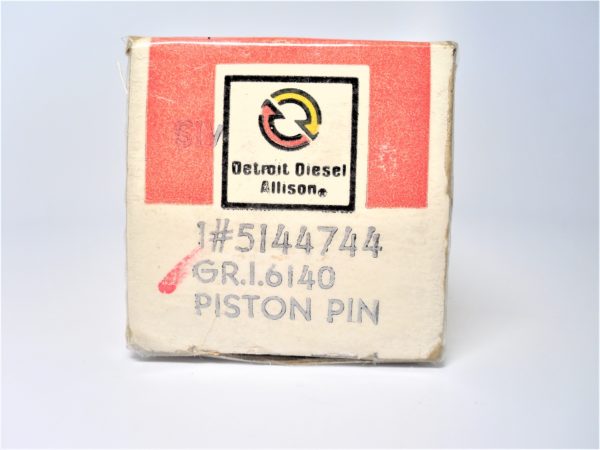 Detroit Diesel
Allison®
1#5144744
GR.1.6140
PISTON PIN